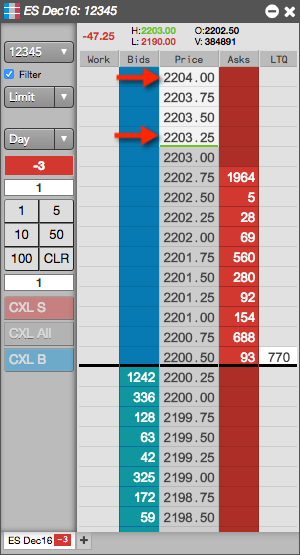 ES Dec16: 12345
12345
-47.25 H:2203.00 O:2202.50
L: 2190.00 V: 384891
Work Bids Price Asks LTQ
Filter
Limit
Day
-3
1
1 5
10 50
100 CLR
1
CXL S
CXL All
CXL B
2204.00
2203.75
2203.50
2203.25
2203.00
2202.75 1964
2202.50 5
2202.25 28
2202.00 69
2201.75 560
2201.50 280
2201.25 92
2201.00 154
2200.75 688
2200.50 93 770
1242 2200.25
336 2200.00
128 2199.75
63 2199.50
42 2199.25
325 2199.00
172 2198.75
59 2198.50
ES Dec16 -3 +